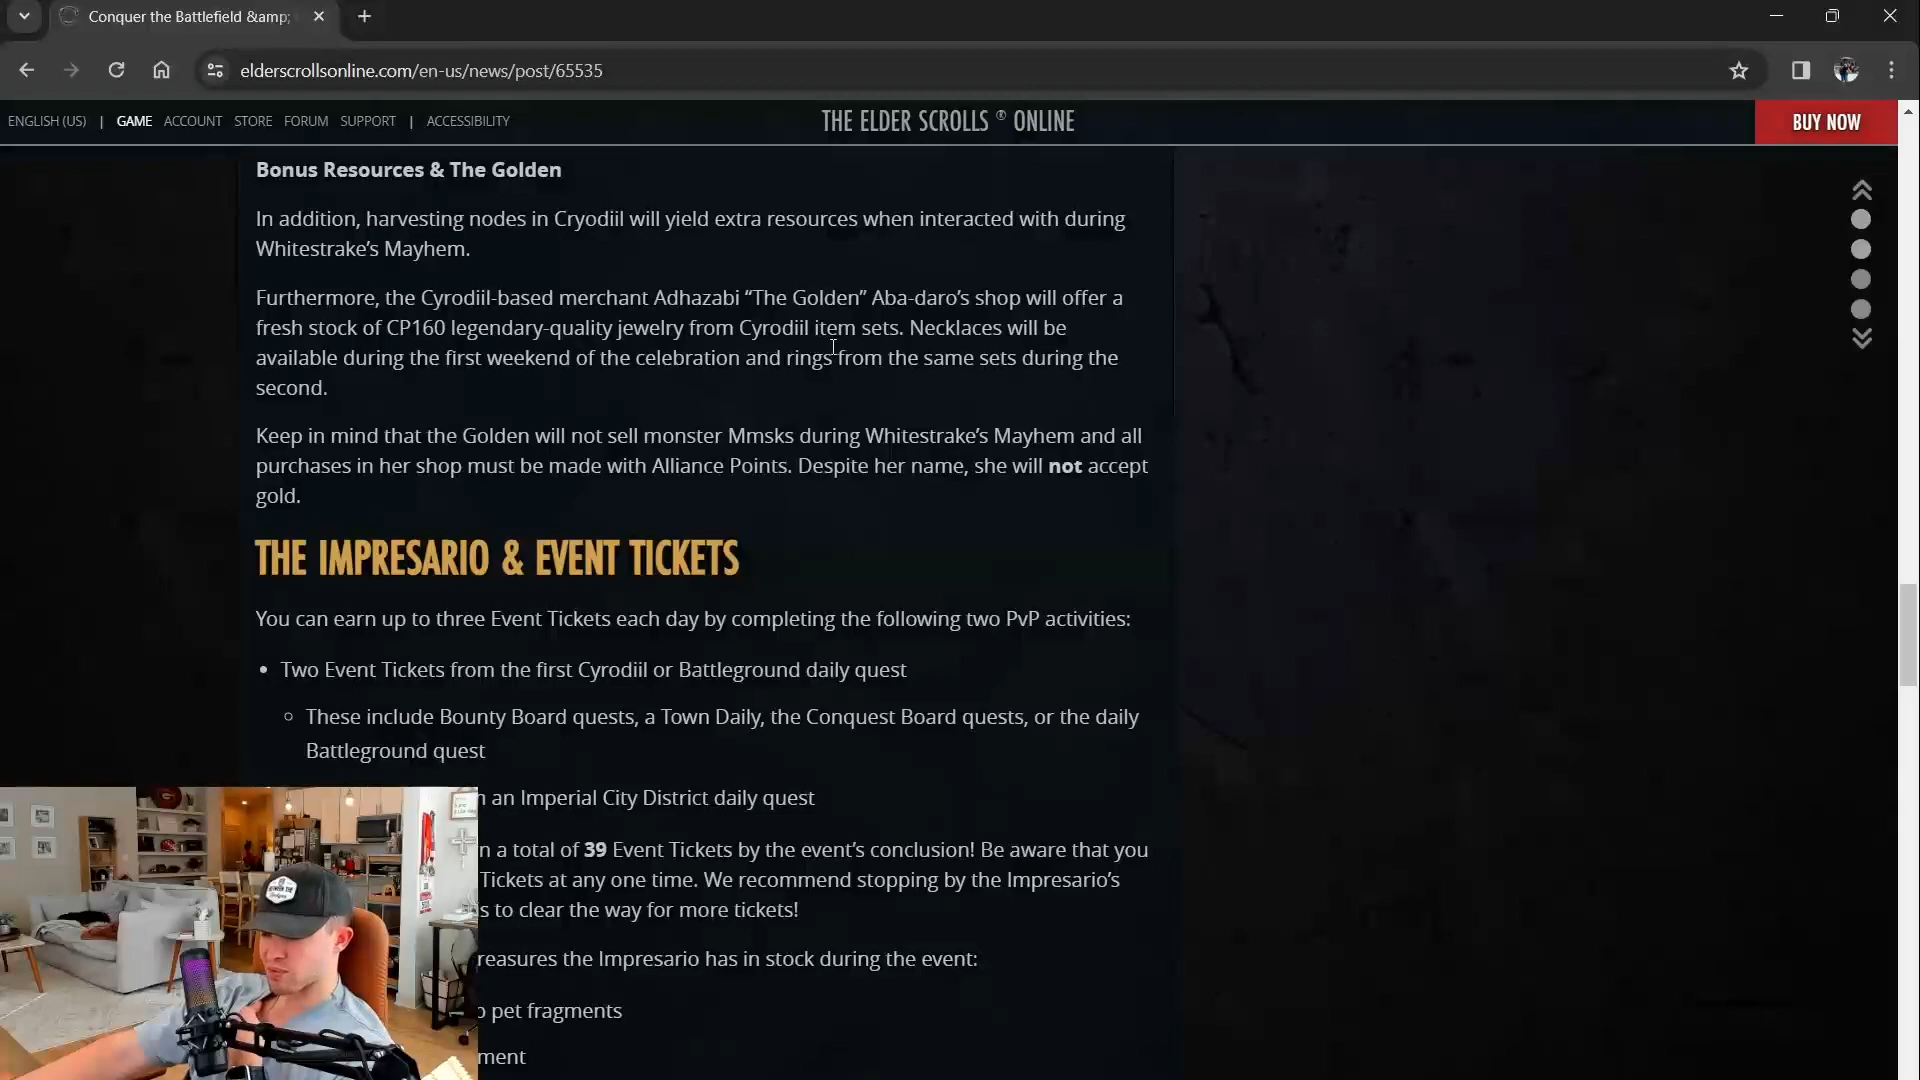 Conquer the Battlefield &amp;
elderscrollsonline.com/en-us/news/post/65535
ENGLISH (US) | GAME ACCOUNT STORE FORUM SUPPORT | ACCESSIBILITY
THE ELDER SCROLLS ® ONLINE
BUY NOW
Bonus Resources & The Golden
In addition, harvesting nodes in Cryodiil will yield extra resources when interacted with during
Whitestrake's Mayhem.
Furthermore, the Cyrodiil-based merchant Adhazabi “The Golden” Aba-daro's shop will offer a
fresh stock of CP160 legendary-quality jewelry from Cyrodiil item sets. Necklaces will be
available during the first weekend of the celebration and rings from the same sets during the
second.
Keep in mind that the Golden will not sell monster Mmsks during Whitestrake's Mayhem and all
purchases in her shop must be made with Alliance Points. Despite her name, she will not accept
gold.
THE IMPRESARIO & EVENT TICKETS
You can earn up to three Event Tickets each day by completing the following two PvP activities:
• Two Event Tickets from the first Cyrodiil or Battleground daily quest
○ These include Bounty Board quests, a Town Daily, the Conquest Board quests, or the daily
Battleground quest
an Imperial City District daily quest
a total of 39 Event Tickets by the event's conclusion! Be aware that you
Tickets at any one time. We recommend stopping by the Impresario's
to clear the way for more tickets!
reasures the Impresario has in stock during the event:
pet fragments
ment